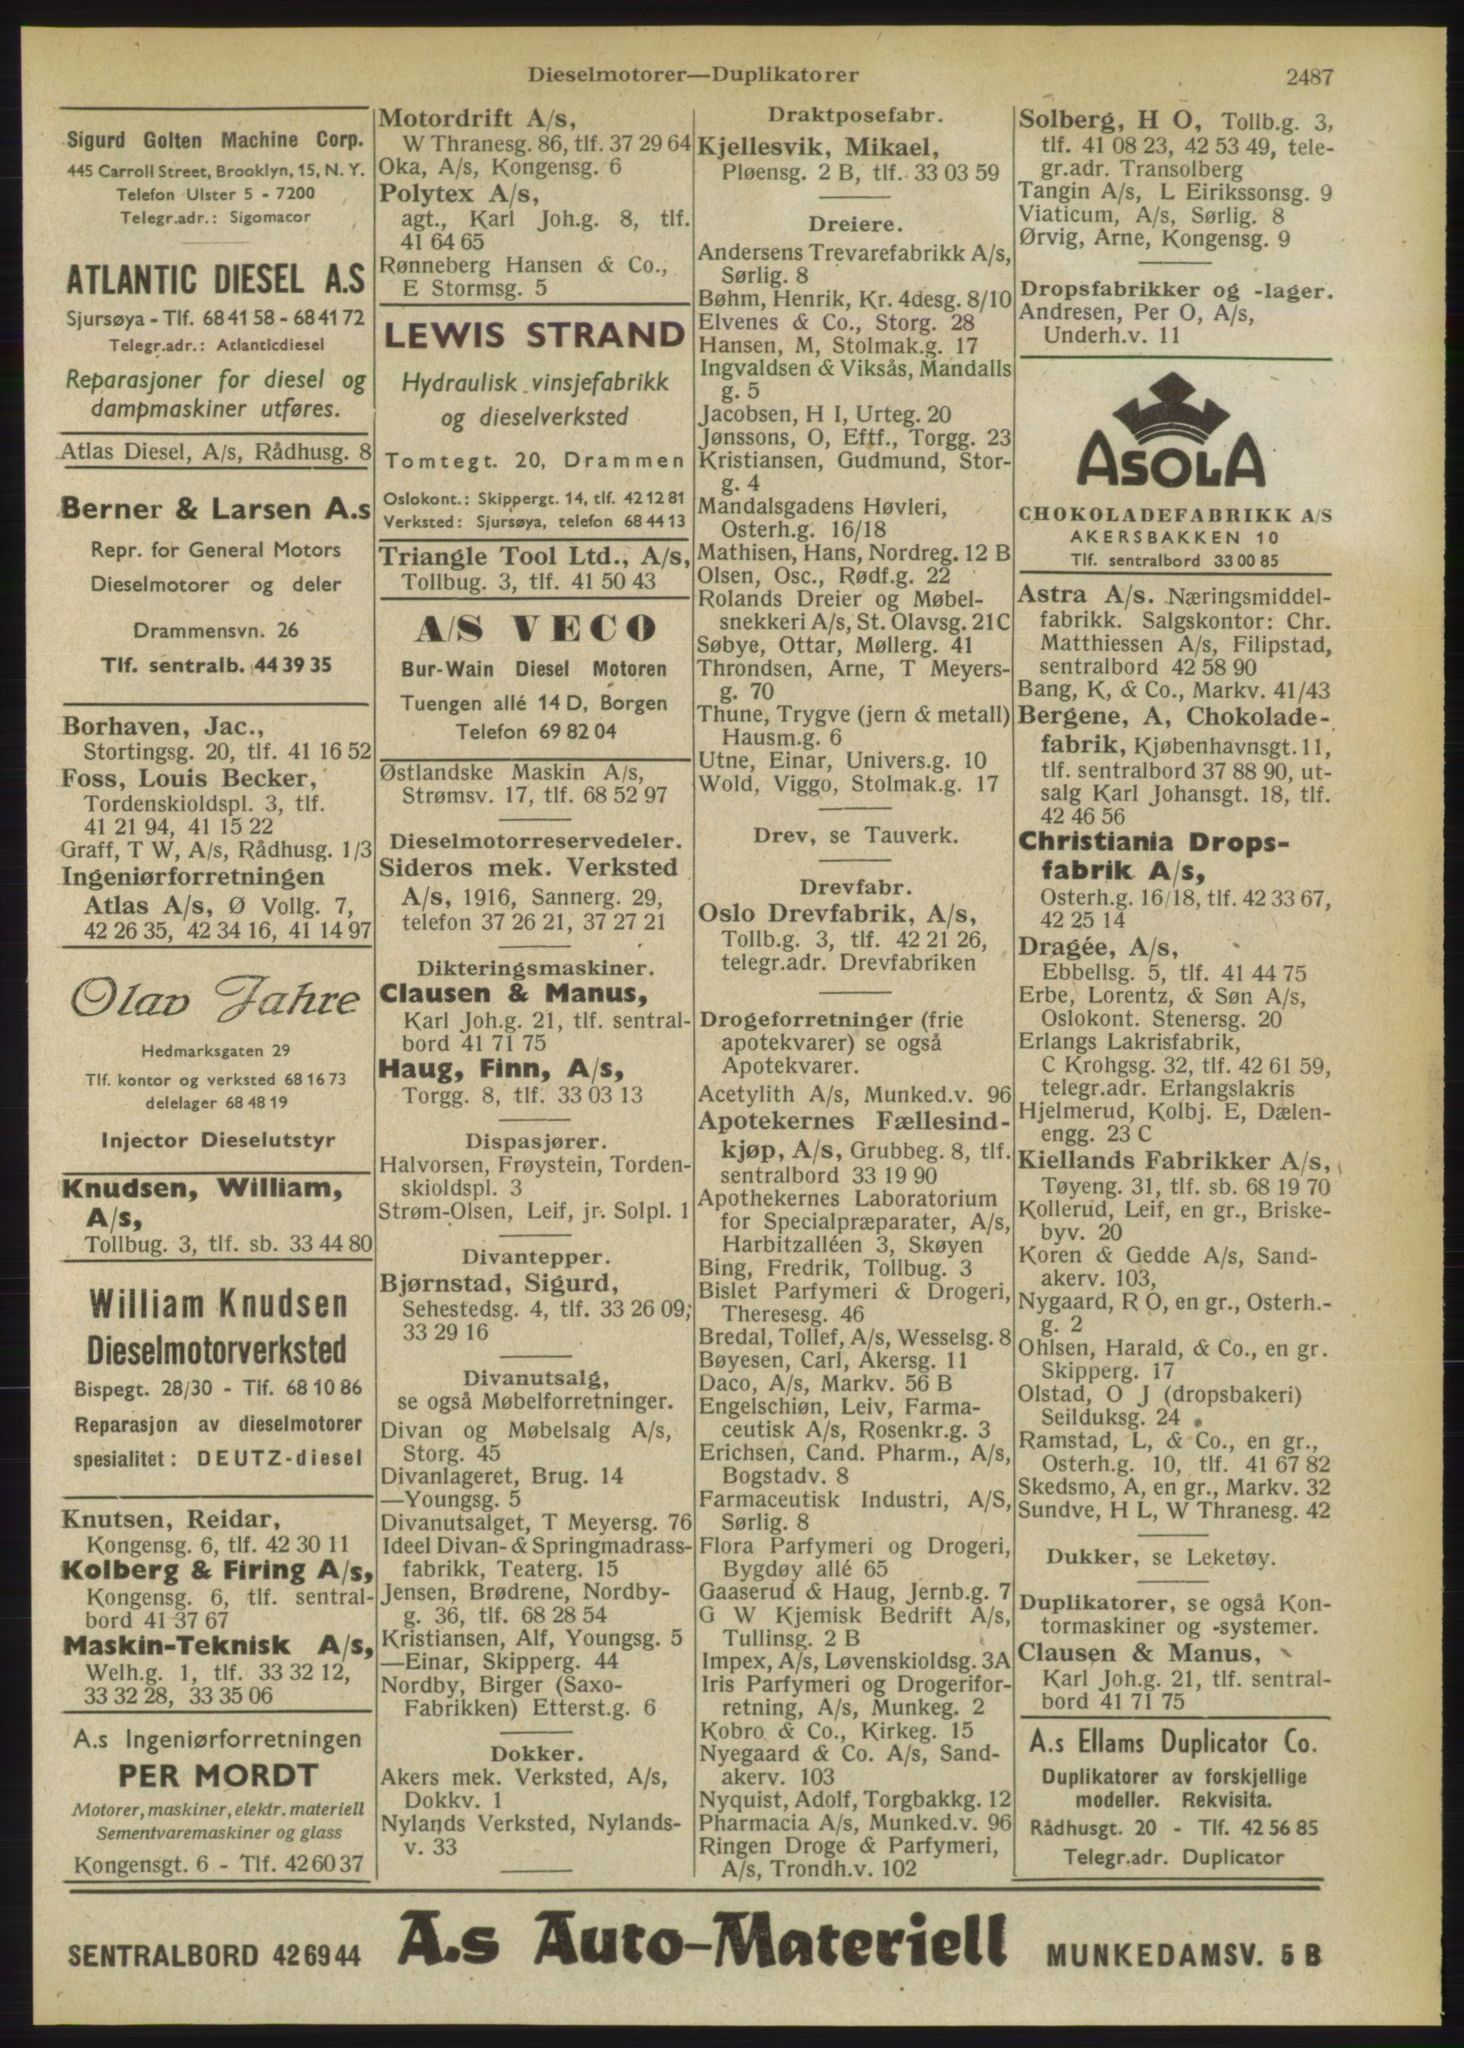 Dieselmotorer—Duplikatorer
2487
Sigurd Golten Machine Corp.
445 Carroll Street, Brooklyn, 15, N. Y.
Telefon Ulster 5 - 7200
Telegr.adr.: Sigomacor
ATLANTIC DIESEL A.S
Sjursøya - Tlf. 68 41 58 - 68 41 72
Telegr.adr.: Atlanticdiesel
Reparasjoner for diesel og
dampmaskiner utføres.
Atlas Diesel, A/s, Rådhusg. 8
Berner & Larsen A.s
Repr. for General Motors
Dieselmotorer og deler
Drammensvn. 26
Tlf. sentralb. 44 39 35
Borhaven, Jac.,
Stortingsg. 20, tlf. 41 16 52
Foss, Louis Becker,
Tordenskioldspl. 3, tlf.
41 21 94, 41 15 22
Graff, T W, A/s, Rådhusg. 1/3
Ingeniørforretningen
Atlas A/s, Ø Vollg. 7,
42 26 35, 42 34 16, 41 14 97
Olav Jahre
Hedmarksgaten 29
Tlf. kontor og verksted 68 16 73
delelager 68 48 19
Injector Dieselutstyr
Knudsen, William,
A/s,
Tollbug. 3, tlf. sb. 33 44 80
William Knudsen
Dieselmotorverksted
Bispegt. 28/30 - Tlf. 68 10 86
Reparasjon av dieselmotorer
spesialitet: DEUTZ-diesel
Knutsen, Reidar,
Kongensg. 6, tlf. 42 30 11
Kolberg & Firing A/s,
Kongensg. 6, tlf. sentral-
bord 41 37 67
Maskin-Teknisk A/s,
Welh.g. 1, tlf. 33 32 12,
33 32 28, 33 35 06
A.s Ingeniørforretningen
PER MORDT
Motorer, maskiner, elektr. materiell
Sementvaremaskiner og glass
Kongensgt. 6 - Tlf. 42 60 37
Motordrift A/s,
W Thranesg. 86, tlf. 37 29 64
Oka, A/s, Kongensg. 6
Polytex A/s,
agt., Karl Joh.g. 8, tlf.
41 64 65
Rønneberg Hansen & Co.,
E Stormsg. 5
LEWIS STRAND
Hydraulisk vinsjefabrikk
og dieselverksted
Tomtegt. 20, Drammen
Oslokont.: Skippergt. 14, tlf. 42 12 81
Verksted: Sjursøya, telefon 68 44 13
Triangle Tool Ltd., A/s,
Tollbug. 3, tlf. 41 50 43
A/S VECO
Bur-Wain Diesel Motoren
Tuengen allé 14 D, Borgen
Telefon 69 82 04
Østlandske Maskin A/s,
Strømsv. 17, tlf. 68 52 97
Dieselmotorreservedeler.
Sideros mek. Verksted
A/s, 1916, Sannerg. 29,
telefon 37 26 21, 37 27 21
Dikteringsmaskiner.
Clausen & Manus,
Karl Joh.g. 21, tlf. sentral-
bord 41 71 75
Haug, Finn, A/s,
Torgg. 8, tlf. 33 03 13
Dispasjører.
Halvorsen, Frøystein, Torden-
skioldspl. 3
Strøm-Olsen, Leif, jr. Solpl. 1
Divantepper.
Bjørnstad, Sigurd,
Sehestedsg. 4, tlf. 33 26 09;
33 29 16
Divanutsalg,
se også Møbelforretninger.
Divan og Møbelsalg A/s,
Storg. 45
Divanlageret, Brug. 14
—Youngsg. 5
Divanutsalget, T Meyersg. 76
Ideel Divan- & Springmadrass-
fabrikk, Teaterg. 15
Jensen, Brødrene, Nordby-
g. 36, tlf. 68 28 54
Kristiansen, Alf, Youngsg. 5
—Einar, Skipperg. 44
Nordby, Birger (Saxo-
Fabrikken) Etterst.g. 6
Dokker.
Akers mek. Verksted, A/s,
Dokkv. 1
Nylands Verksted, Nylands-
v. 33
Draktposefabr.
Kjellesvik, Mikael,
Pløensg. 2 B, tlf. 33 03 59
Dreiere.
Andersens Trevarefabrikk A/s,
Sørlig. 8
Bøhm, Henrik, Kr. 4desg. 8/10
Elvenes & Co., Storg. 28
Hansen, M, Stolmak.g. 17
Ingvaldsen & Viksås, Mandalls
g. 5
Jacobsen, H I, Urteg. 20
Jønssons, O, Eftf., Torgg. 23
Kristiansen, Gudmund, Stor-
g. 4
Mandalsgadens Høvleri,
Osterh.g. 16/18
Mathisen, Hans, Nordreg. 12 B
Olsen, Osc., Rødf.g. 22
Rolands Dreier og Møbel-
snekkeri A/s, St. Olavsg. 21C
Søbye, Ottar, Møllerg. 41
Throndsen, Arne, T Meyers-
g. 70
Thune, Trygve (jern & metall)
Hausm.g. 6
Utne, Einar, Univers.g. 10
Wold, Viggo, Stolmak.g. 17
Drev, se Tauverk.
Drevfabr.
Oslo Drevfabrik, A/s,
Tollb.g. 3, tlf. 42 21 26,
telegr.adr. Drevfabriken
Drogeforretninger (frie
apotekvarer) se også
Apotekvarer.
Acetylith A/s, Munked.v. 96
Apotekernes Fællesind-
kjøp, A/s, Grubbeg. 8, tlf.
sentralbord 33 19 90
Apothekernes Laboratorium
for Specialpræparater, A/s,
Harbitzalléen 3, Skøyen
Bing, Fredrik, Tollbug. 3
Bislet Parfymeri & Drogeri,
Theresesg. 46
Bredal, Tollef, A/s, Wesselsg. 8
Bøyesen, Carl, Akersg. 11
Daco, A/s, Markv. 56 B
Engelschiøn, Leiv, Farma-
ceutisk A/s, Rosenkr.g. 3
Erichsen, Cand. Pharm., A/s,
Bogstadv. 8
Farmaceutisk Industri, A/S,
Sørlig. 8
Flora Parfymeri og Drogeri,
Bygdøy allé 65
Gaaserud & Haug, Jernb.g. 7
G W Kjemisk Bedrift A/s,
Tullinsg. 2 B
Impex, A/s, Løvenskioldsg. 3A
Iris Parfymeri og Drogerifor-
retning, A/s, Munkeg. 2
Kobro & Co., Kirkeg. 15
Nyegaard & Co. A/s, Sand-
akerv. 103
Nyquist, Adolf, Torgbakkg. 12
Pharmacia A/s, Munked.v. 96
Ringen Droge & Parfymeri,
A/s, Trondh.v. 102
Solberg, H O, Tollb.g. 3,
tlf. 41 08 23, 42 53 49, tele-
gr.adr. Transolberg
Tangin A/s, L Eirikssonsg. 9
Viaticum, A/s, Sørlig. 8
Ørvig, Arne, Kongensg. 9
Dropsfabrikker og -lager.
Andresen, Per O, A/s,
Underh.v. 11
ASOLA
CHOKOLADEFABRIKK A/S
AKERSBAKKEN 10
Tlf. sentralbord 33 00 85
Astra A/s. Næringsmiddel-
fabrikk. Salgskontor: Chr.
Matthiessen A/s, Filipstad,
sentralbord 42 58 90
Bang, K, & Co., Markv. 41/43
Bergene, A, Chokolade-
fabrik, Kjøbenhavnsgt. 11,
tlf. sentralbord 37 88 90, ut-
salg Karl Johansgt. 18, tlf.
42 46 56
Christiania Drops-
fabrik A/s,
Osterh.g. 16/18, tlf. 42 33 67,
42 25 14
Dragée, A/s,
Ebbellsg. 5, tlf. 41 44 75
Erbe, Lorentz, & Søn A/s,
Oslokont. Stenersg. 20
Erlangs Lakrisfabrik,
C Krohgsg. 32, tlf. 42 61 59,
telegr.adr. Erlangslakris
Hjelmerud, Kolbj. E, Dælen-
engg. 23 C
Kiellands Fabrikker A/s,
Tøyeng. 31, tlf. sb. 68 19 70
Kollerud, Leif, en gr., Briske-
byv. 20
Koren & Gedde A/s, Sand-
akerv. 103,
Nygaard, R O, en gr., Osterh.-
g. 2
Ohlsen, Harald, & Co., en gr.
Skipperg. 17
Olstad, O J (dropsbakeri)
Seilduksg. 24
Ramstad, L, & Co., en gr.,
Osterh.g. 10, tlf. 41 67 82
Skedsmo, A, en gr., Markv. 32
Sundve, H L, W Thranesg. 42
Dukker, se Leketøy.
Duplikatorer, se også Kon-
tormaskiner og -systemer.
Clausen & Manus,
Karl Joh.g. 21, tlf. sentral-
bord 41 71 75
A.s Ellams Duplicator Co.
Duplikatorer av forskjellige
modeller. Rekvisita.
Rådhusgt. 20 - Tlf. 42 56 85
Telegr.adr. Duplicator
SENTRALBORD 42 69 44
A.s Auto-Materiell
MUNKEDAMSV. 5 B